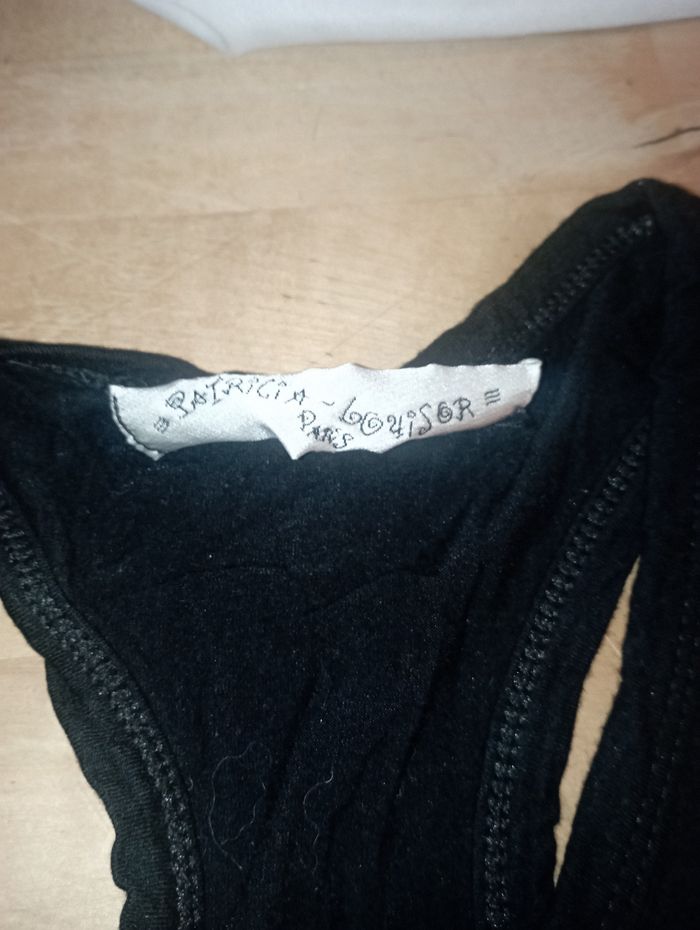 = PATRiCiA - LOUiSOR ≡
PARiS